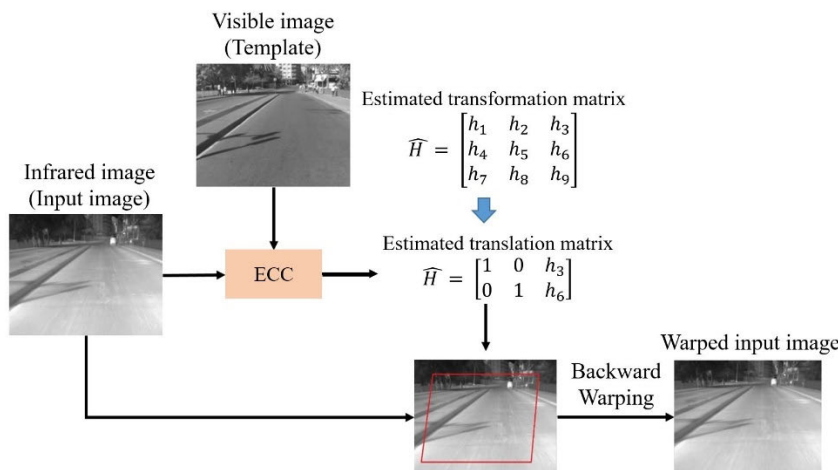 Visible image
(Template)
Estimated transformation matrix
Ĥ = [h₁ h₂ h₃
h₄ h₅ h₆
h₇ h₈ h₉]
Infrared image
(Input image)
ECC
Estimated translation matrix
Ĥ = [1 0 h₃
0 1 h₆]
Warped input image
Backward
Warping